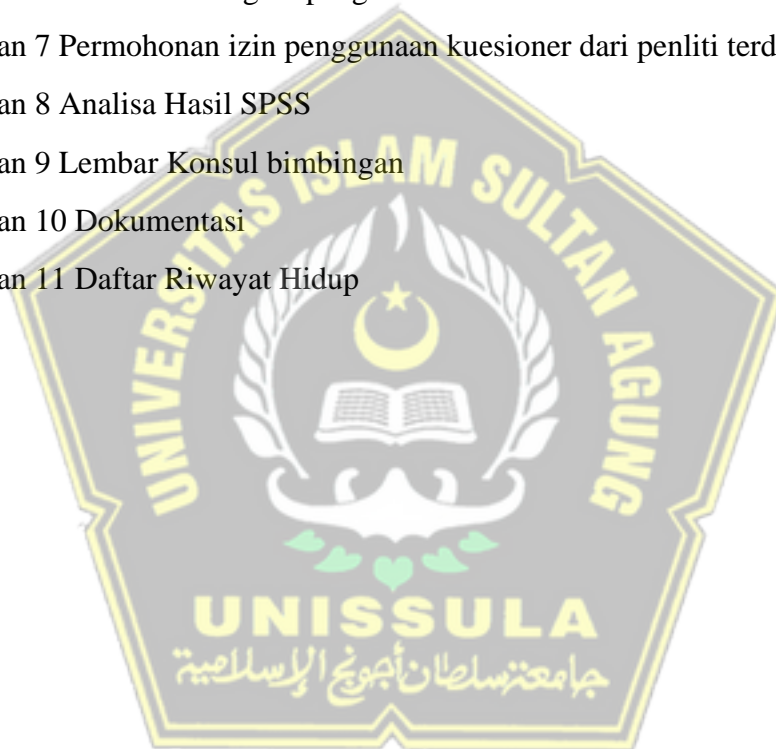 an 7 Permohonan izin penggunaan kuesioner dari penliti terd
an 8 Analisa Hasil SPSS
an 9 Lembar Konsul bimbingan
an 10 Dokumentasi
an 11 Daftar Riwayat Hidup
UNIVERSITAS ISLAM SULTAN AGUNG
UNISSULA
جامعة سلطان أجونج الإسلامية